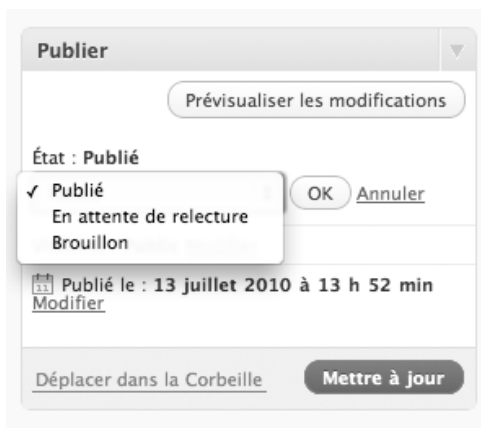 Publier
Prévisualiser les modifications
État : Publié
✓ Publié
OK Annuler
En attente de relecture
Brouillon
Publié le : 13 juillet 2010 à 13 h 52 min
Modifier
Déplacer dans la Corbeille Mettre à jour